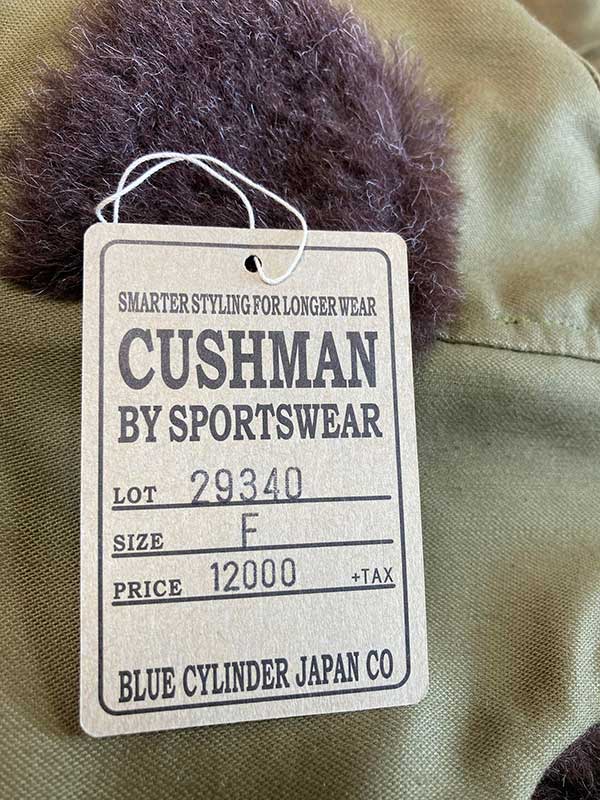 SMARTER STYLING FOR LONGER WEAR
CUSHMAN
BY SPORTSWEAR
LOT 29340
SIZE F
PRICE 12000 +TAX
BLUE CYLINDER JAPAN CO